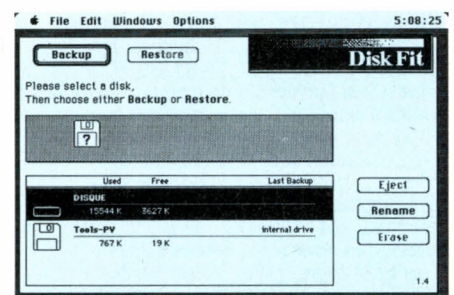 File Edit Windows Options 5:08:25
Backup Restore
Disk Fit
Please select a disk,
Then choose either Backup or Restore.
?
Used Free Last Backup
DISQUE
15544 K 3627 K
Tools-PV internal drive
767 K 19 K
Eject
Rename
Erase
1.4